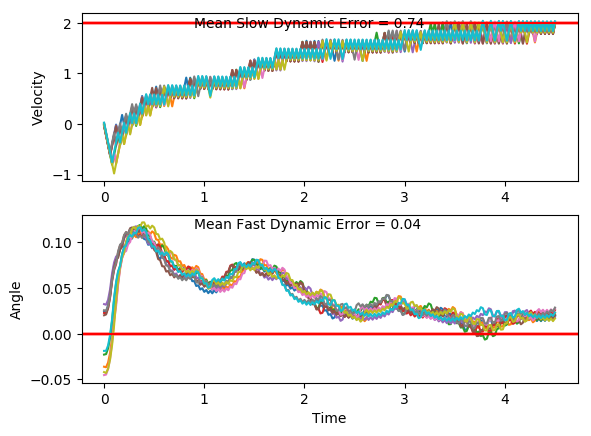 Mean Slow Dynamic Error = 0.74
2
1
0
−1
Velocity
0 1 2 3 4
Mean Fast Dynamic Error = 0.04
0.10
0.05
0.00
−0.05
Angle
0 1 2 3 4
Time